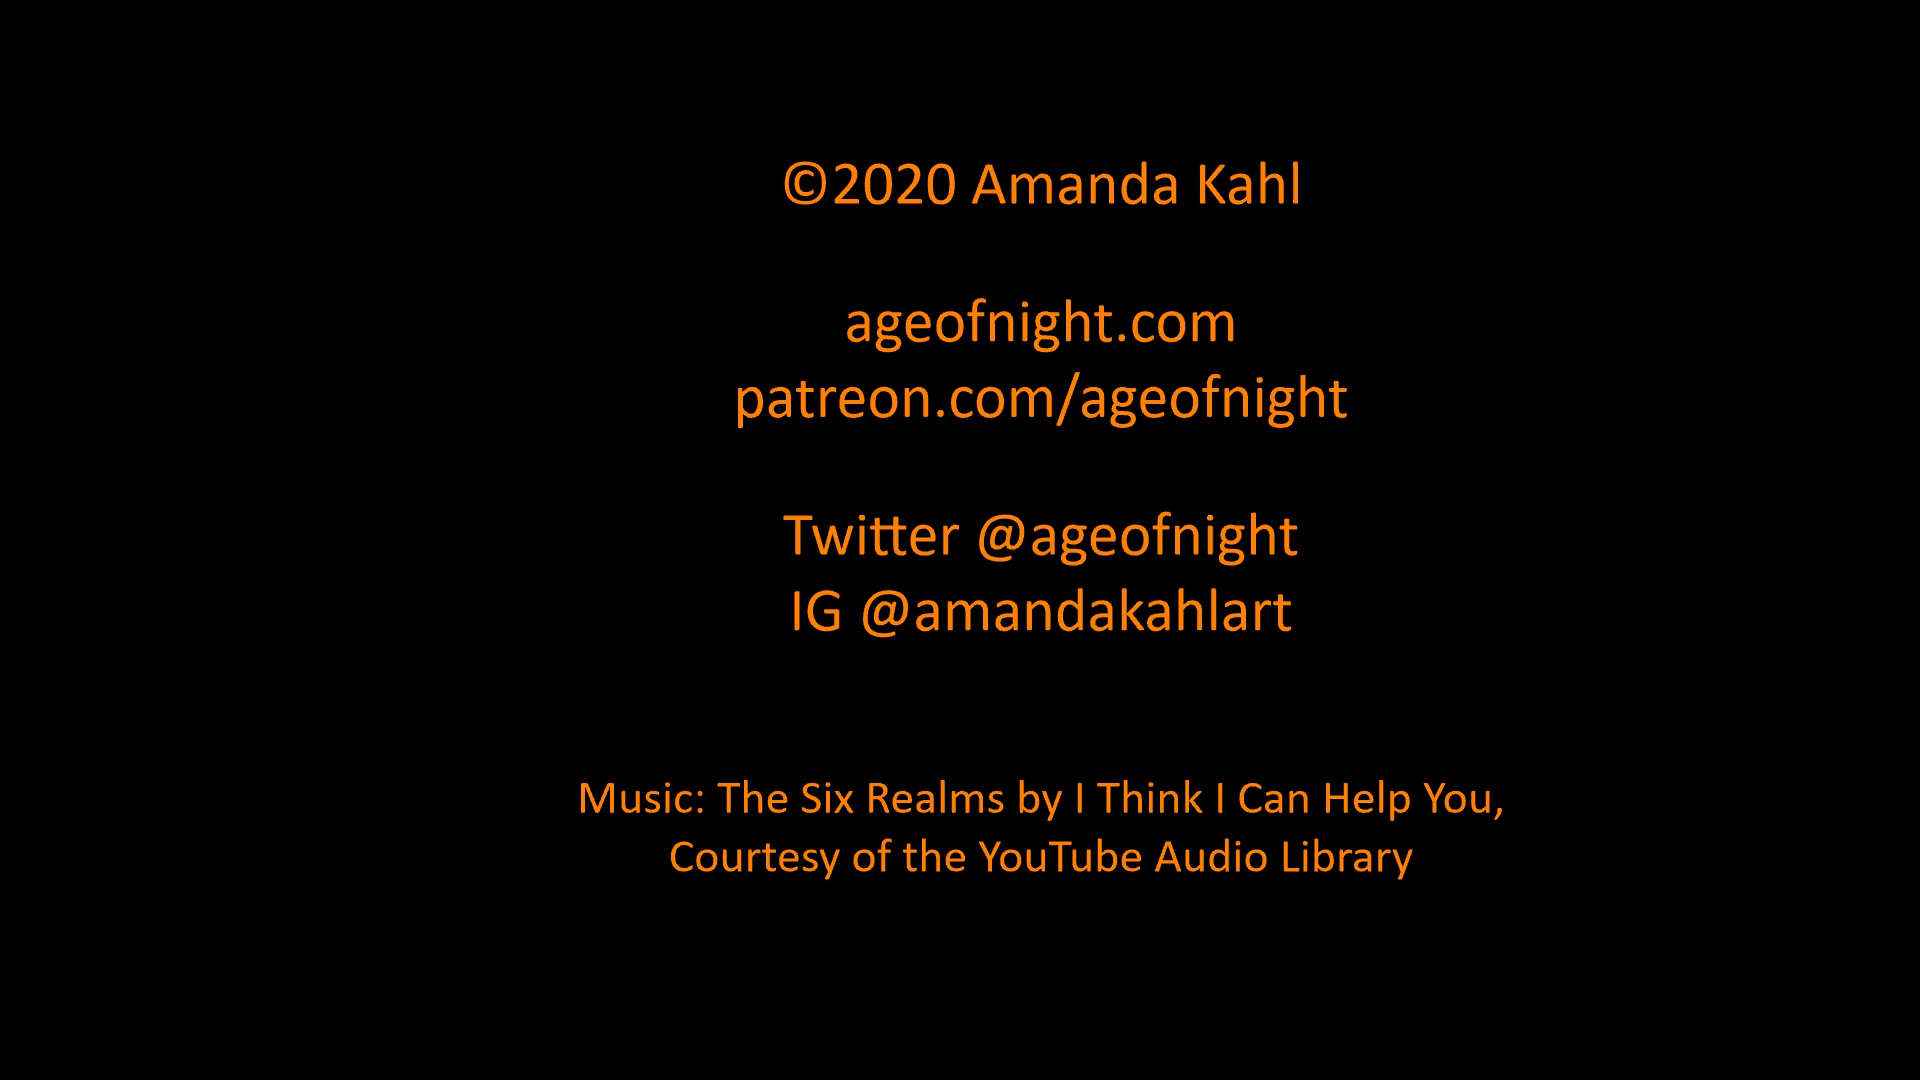 ©2020 Amanda Kahl
ageofnight.com
patreon.com/ageofnight
Twitter @ageofnight
IG @amandakahlart
Music: The Six Realms by I Think I Can Help You,
Courtesy of the YouTube Audio Library